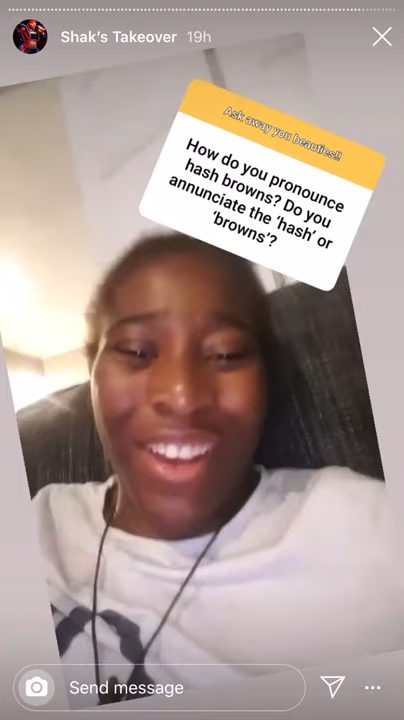 Shak's Takeover 19h
Ask away you beauties!!
How do you pronounce
hash browns? Do you
annunciate the 'hash' or
'browns'?
Send message